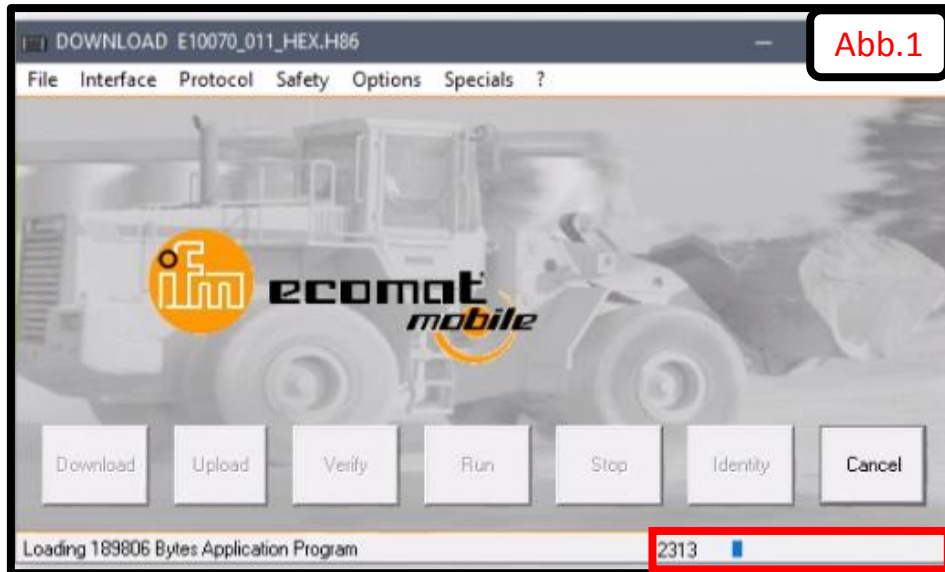 DOWNLOAD E10070_011_HEX.H86
Abb.1
File Interface Protocol Safety Options Specials ?
ifm ecomat
mobile
Download Upload Verify Run Stop Identity Cancel
Loading 189806 Bytes Application Program 2313